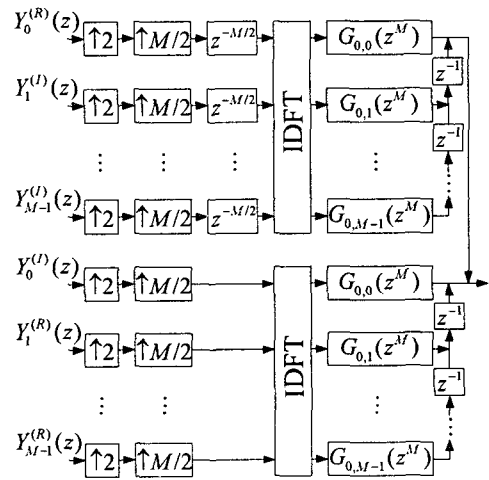 Y_0^{(R)}(z) ↑2 ↑M/2 z^{-M/2} G_{0,0}(z^M)
z^{-1}
Y_1^{(I)}(z) ↑2 ↑M/2 z^{-M/2} IDFT G_{0,1}(z^M)
z^{-1}
⋮ ⋮ ⋮ ⋮ ⋮
Y_{M-1}^{(I)}(z) ↑2 ↑M/2 z^{-M/2} G_{0,M-1}(z^M)
Y_0^{(I)}(z) ↑2 ↑M/2 G_{0,0}(z^M)
z^{-1}
Y_1^{(R)}(z) ↑2 ↑M/2 IDFT G_{0,1}(z^M)
z^{-1}
⋮ ⋮ ⋮ ⋮
Y_{M-1}^{(R)}(z) ↑2 ↑M/2 G_{0,M-1}(z^M)